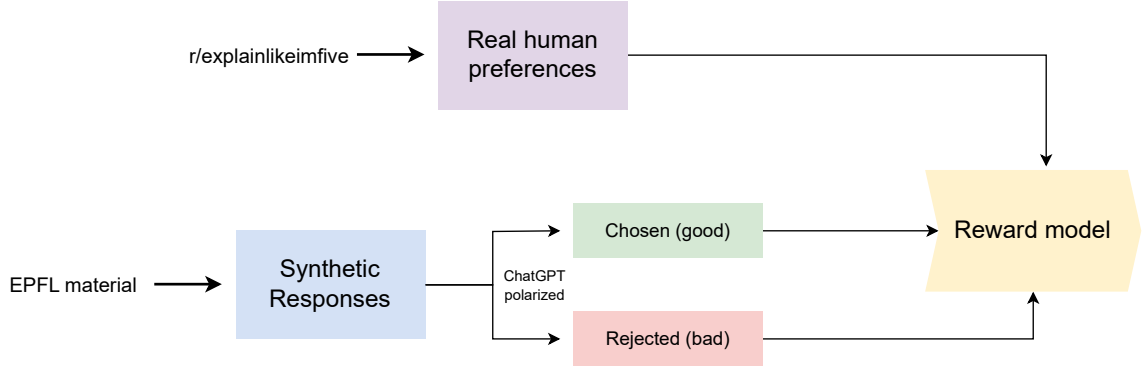 r/explainlikeimfive
Real human
preferences
EPFL material
Synthetic
Responses
ChatGPT
polarized
Chosen (good)
Rejected (bad)
Reward model